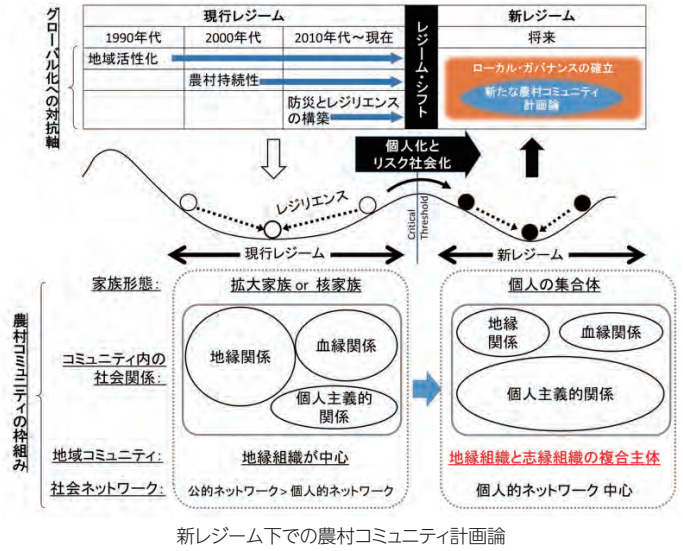 グローバル化への対抗軸
現行レジーム
新レジーム
1990年代
2000年代
2010年代～現在
将来
地域活性化
農村持続性
防災とレジリエンス
の構築
レジーム・シフト
ローカル・ガバナンスの確立
新たな農村コミュニティ
計画論
個人化と
リスク社会化
レジリエンス
Critical
Threshold
現行レジーム
新レジーム
農村コミュニティの枠組み
家族形態:
拡大家族 or 核家族
個人の集合体
コミュニティ内の
社会関係:
地縁関係
血縁関係
個人主義的
関係
地縁
関係
血縁関係
個人主義的関係
地域コミュニティ:
地縁組織が中心
地縁組織と志縁組織の複合主体
社会ネットワーク:
公的ネットワーク>個人的ネットワーク
個人的ネットワーク 中心
新レジーム下での農村コミュニティ計画論